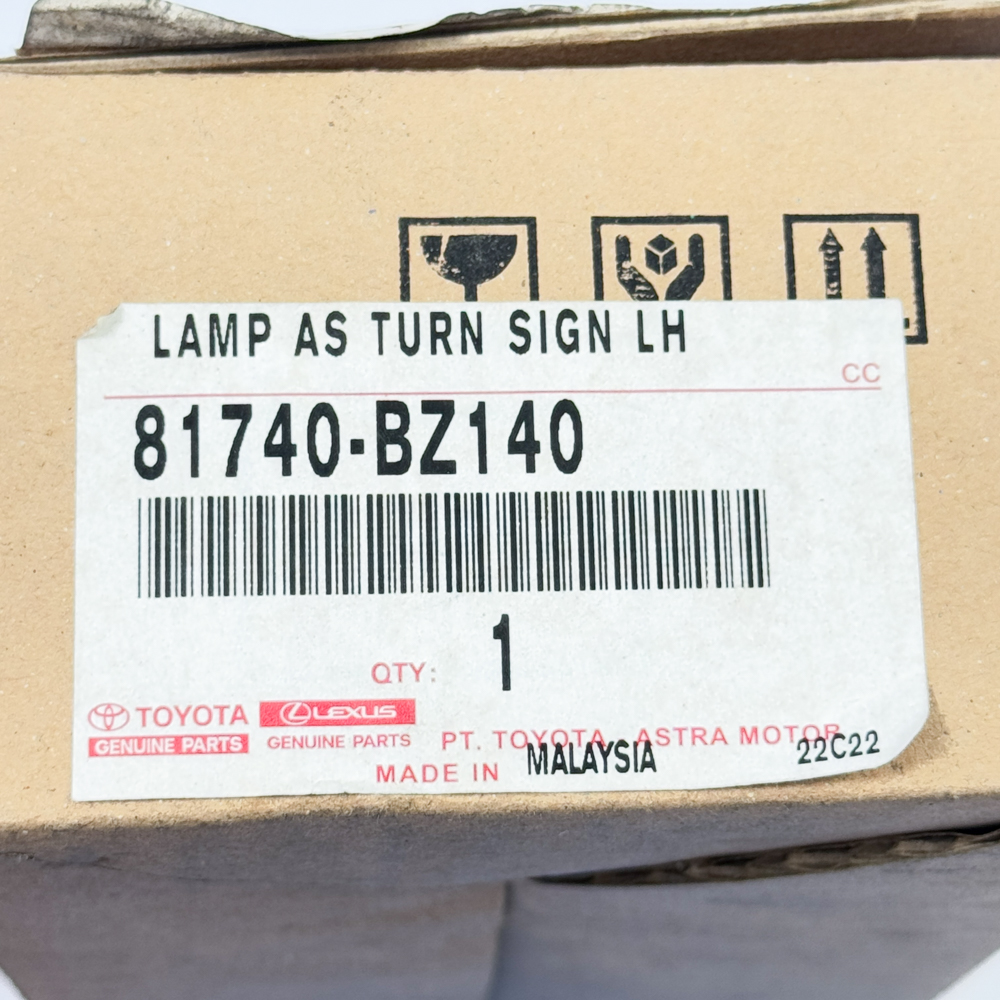 LAMP AS TURN SIGN LH
CC
81740-BZ140
QTY: 1
TOYOTA LEXUS
GENUINE PARTS GENUINE PARTS
PT. TOYOTA ASTRA MOTOR
MADE IN MALAYSIA 22C22